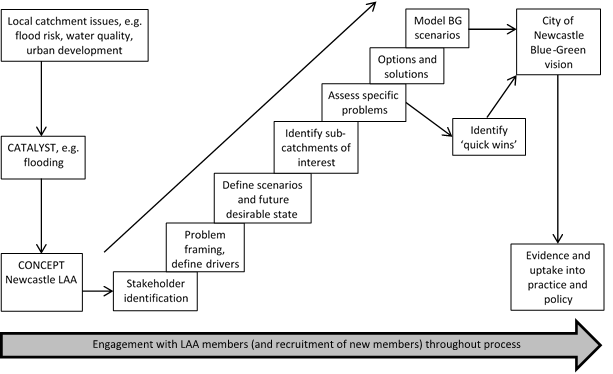 Local catchment issues, e.g.
flood risk, water quality,
urban development
CATALYST, e.g.
flooding
CONCEPT
Newcastle LAA
Stakeholder
identification
Problem
framing,
define drivers
Define scenarios
and future
desirable state
Identify sub-
catchments of
interest
Assess specific
problems
Options and
solutions
Model BG
scenarios
Identify
‘quick wins’
City of
Newcastle
Blue-Green
vision
Evidence and
uptake into
practice and
policy
Engagement with LAA members (and recruitment of new members) throughout process